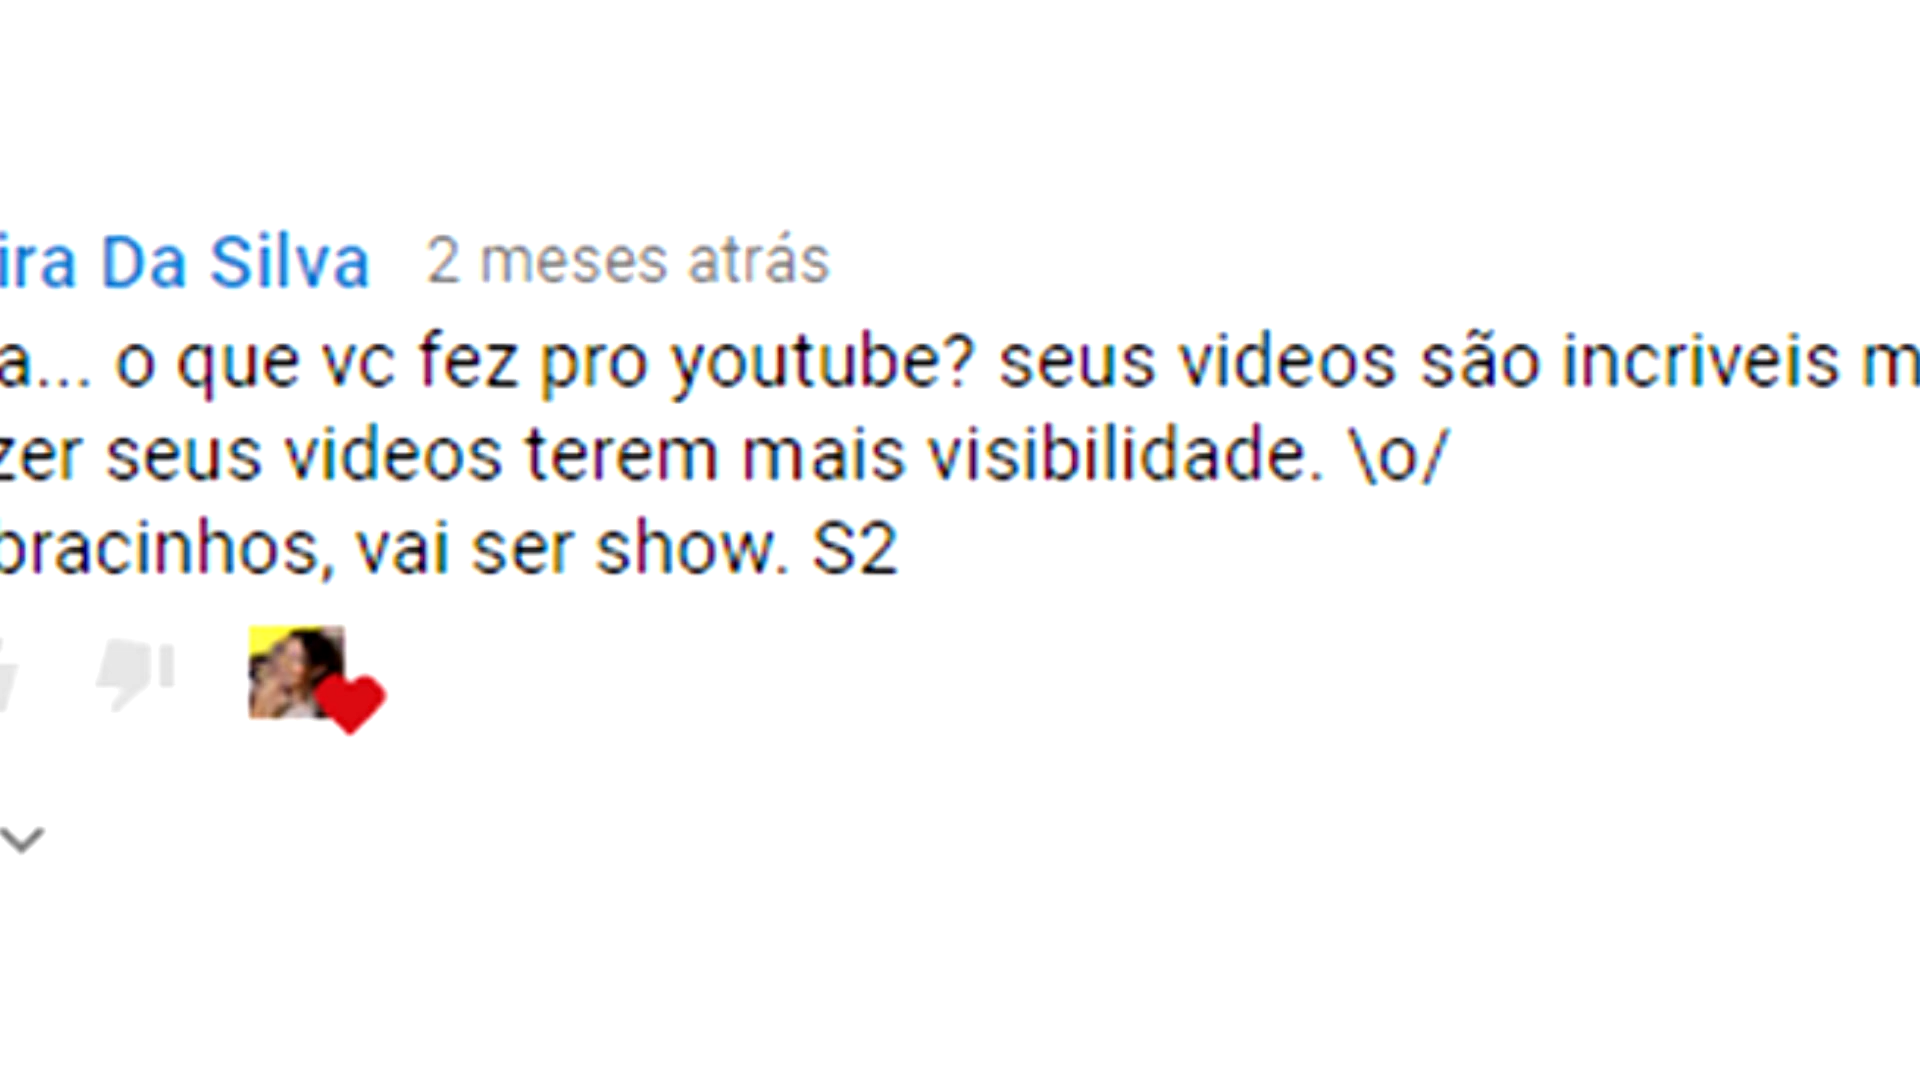 ira Da Silva 2 meses atrás
a... o que vc fez pro youtube? seus videos são incriveis m
zer seus videos terem mais visibilidade. \o/
bracinhos, vai ser show. S2